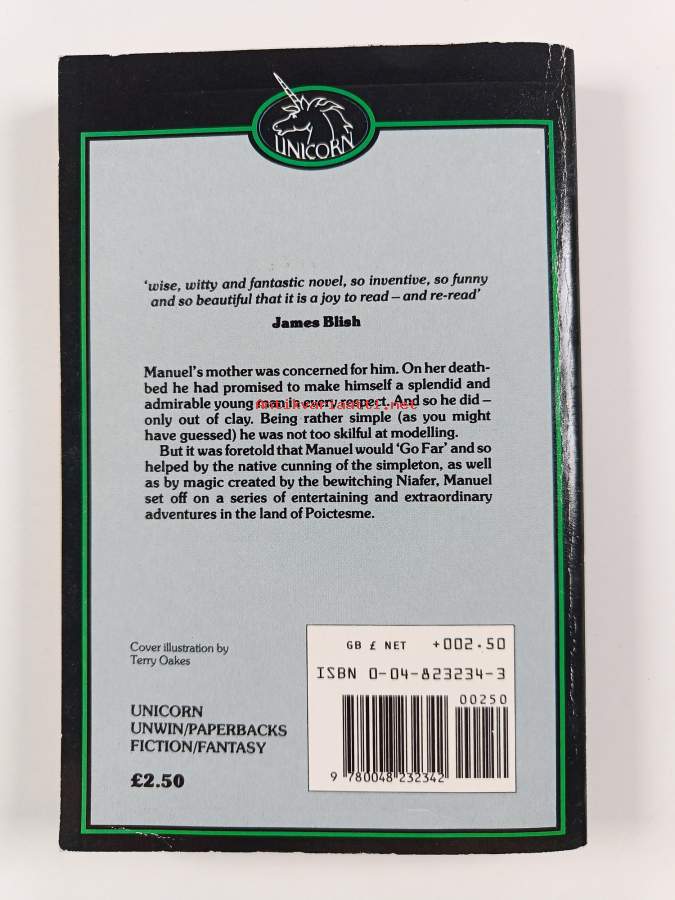 UNICORN
'wise, witty and fantastic novel, so inventive, so funny
and so beautiful that it is a joy to read – and re-read'
James Blish
Manuel's mother was concerned for him. On her death-
bed he had promised to make himself a splendid and
admirable young man in every respect. And so he did –
only out of clay. Being rather simple (as you might
have guessed) he was not too skilful at modelling.
But it was foretold that Manuel would 'Go Far' and so
helped by the native cunning of the simpleton, as well
as by magic created by the bewitching Niafer, Manuel
set off on a series of entertaining and extraordinary
adventures in the land of Poictesme.
Cover illustration by
Terry Oakes
UNICORN
UNWIN/PAPERBACKS
FICTION/FANTASY
£2.50
GB £ NET +002.50
ISBN 0-04-823234-3
00250
9 780048 232342